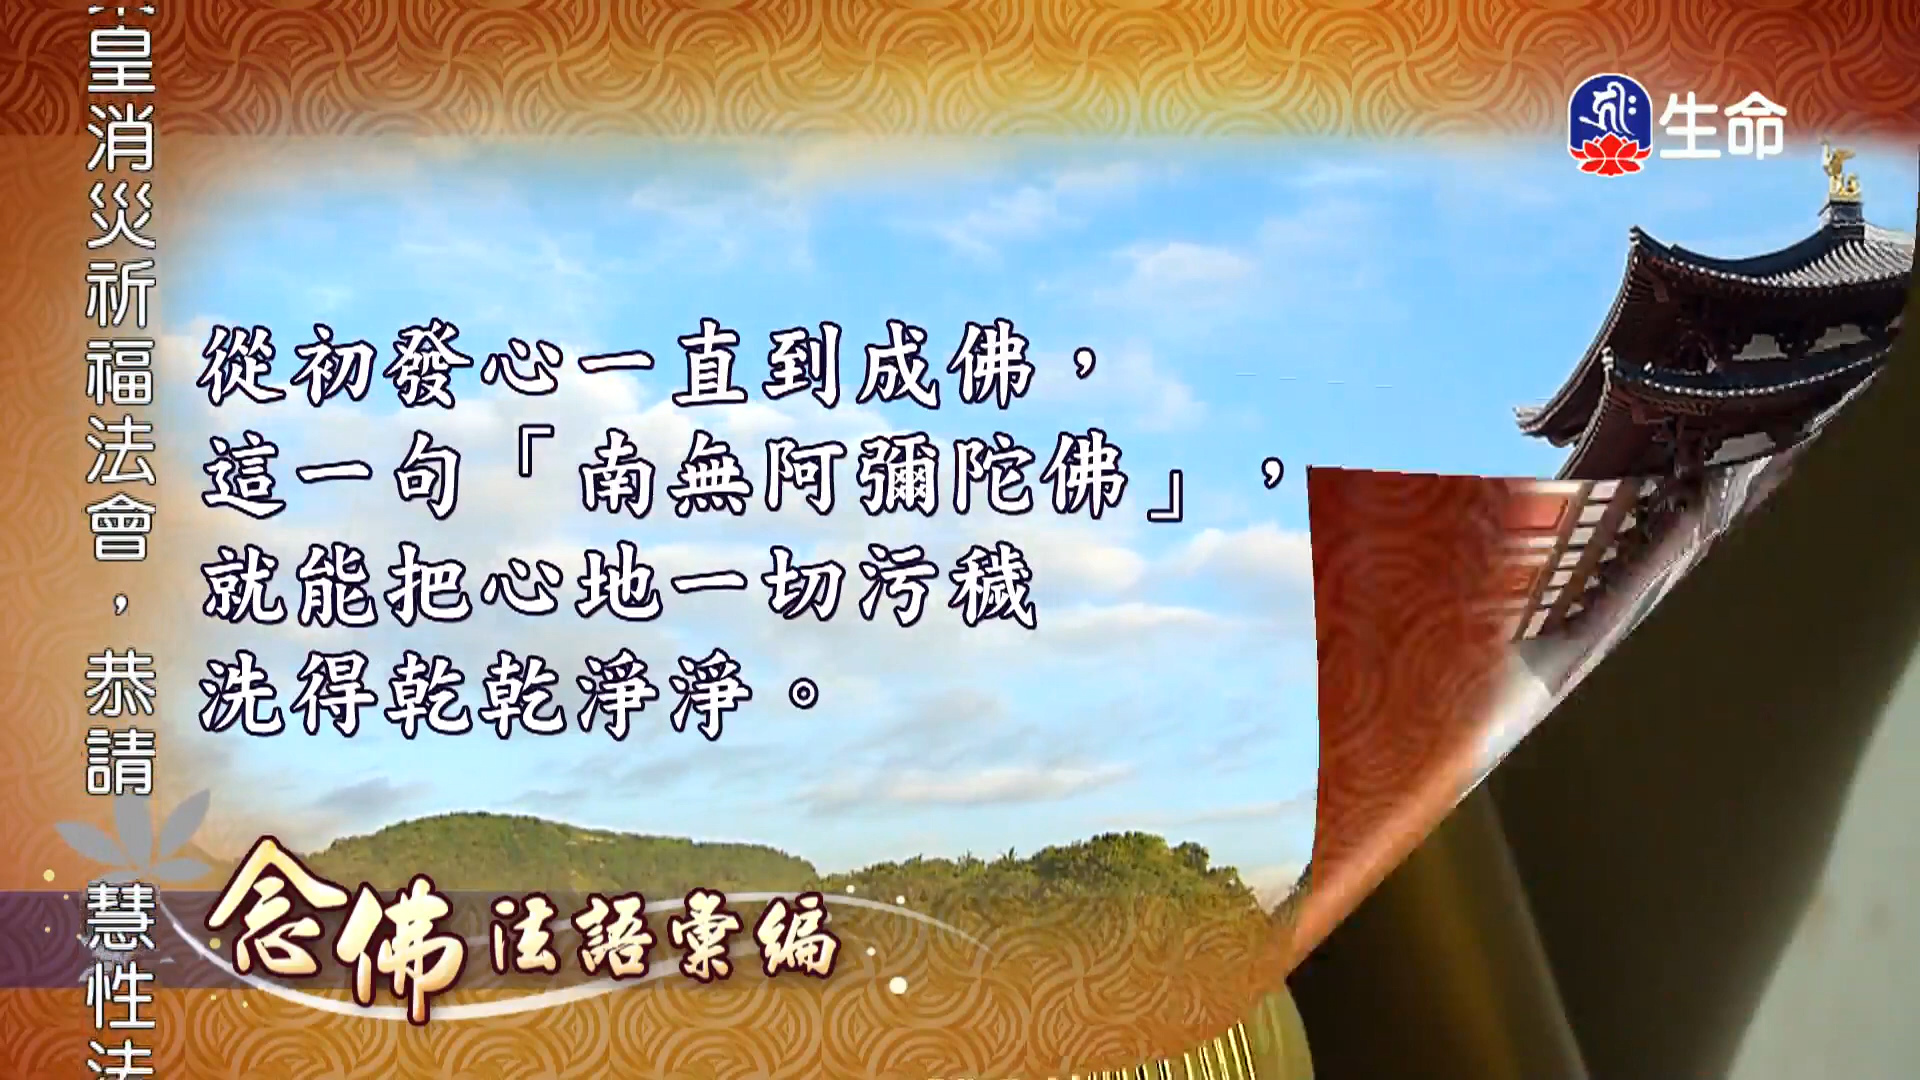 生命
皇消災祈福法會，恭請 慧性法
從初發心一直到成佛，
這一句「南無阿彌陀佛」，
就能把心地一切污穢
洗得乾乾淨淨。
念佛法語彙編